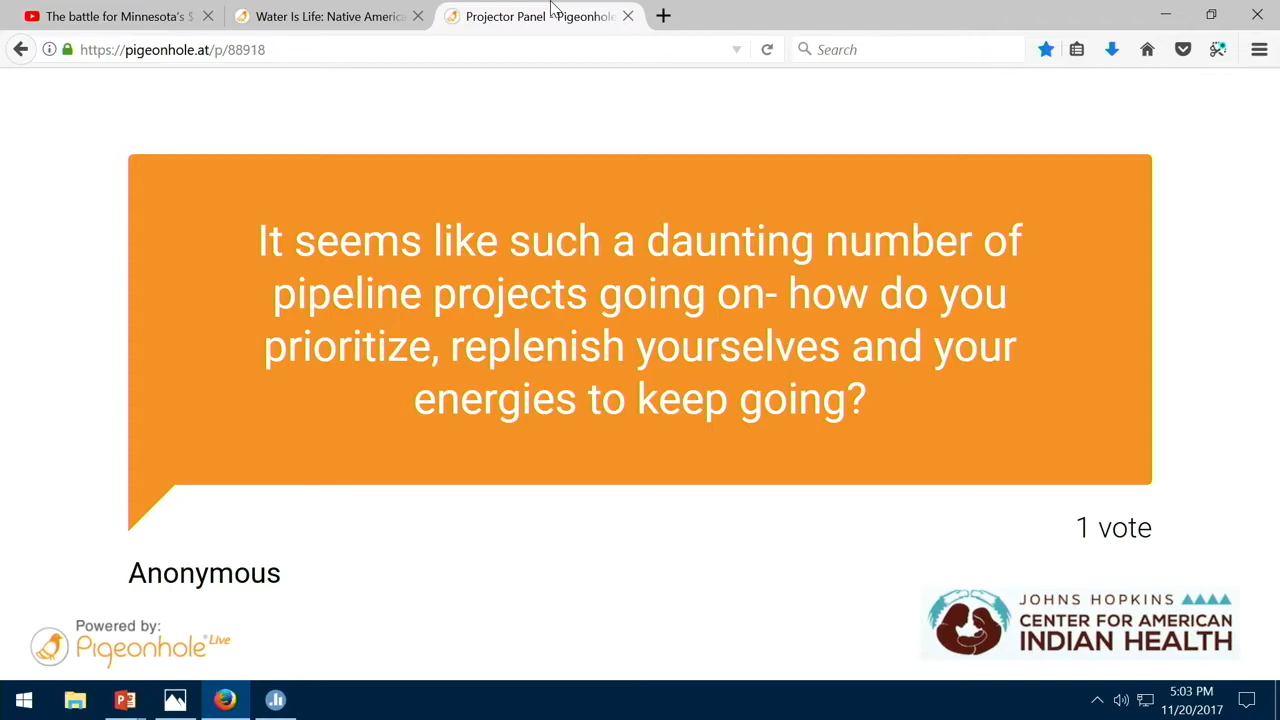 The battle for Minnesota's S
Water Is Life: Native America
Projector Panel - Pigeonhole
https://pigeonhole.at/p/88918
Search
It seems like such a daunting number of
pipeline projects going on- how do you
prioritize, replenish yourselves and your
energies to keep going?
1 vote
Anonymous
Powered by:
Pigeonhole Live
JOHNS HOPKINS
CENTER FOR AMERICAN
INDIAN HEALTH
5:03 PM
11/20/2017